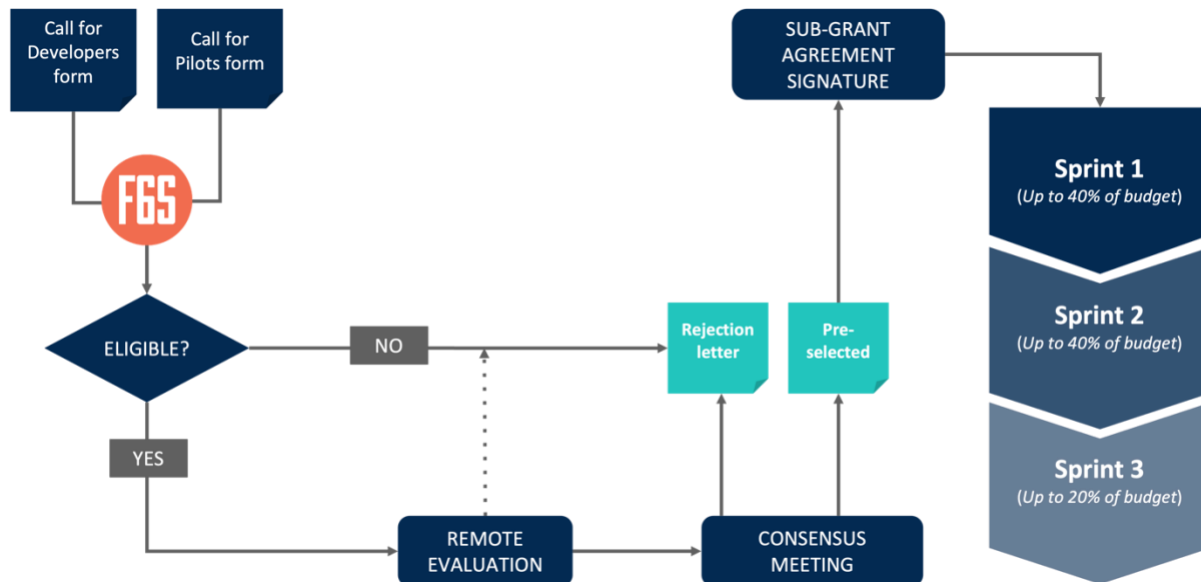 Call for
Developers
form
Call for
Pilots form
F6S
ELIGIBLE?
NO
YES
REMOTE
EVALUATION
CONSENSUS
MEETING
Rejection
letter
Pre-
selected
SUB-GRANT
AGREEMENT
SIGNATURE
Sprint 1
(Up to 40% of budget)
Sprint 2
(Up to 40% of budget)
Sprint 3
(Up to 20% of budget)